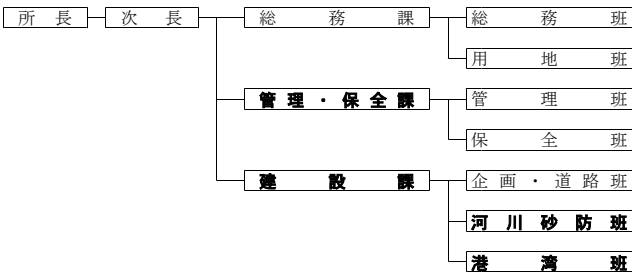 所長 次長 総務課 総務班
用地班
管理・保全課 管理班
保全班
建設課 企画・道路班
河川砂防班
港湾班